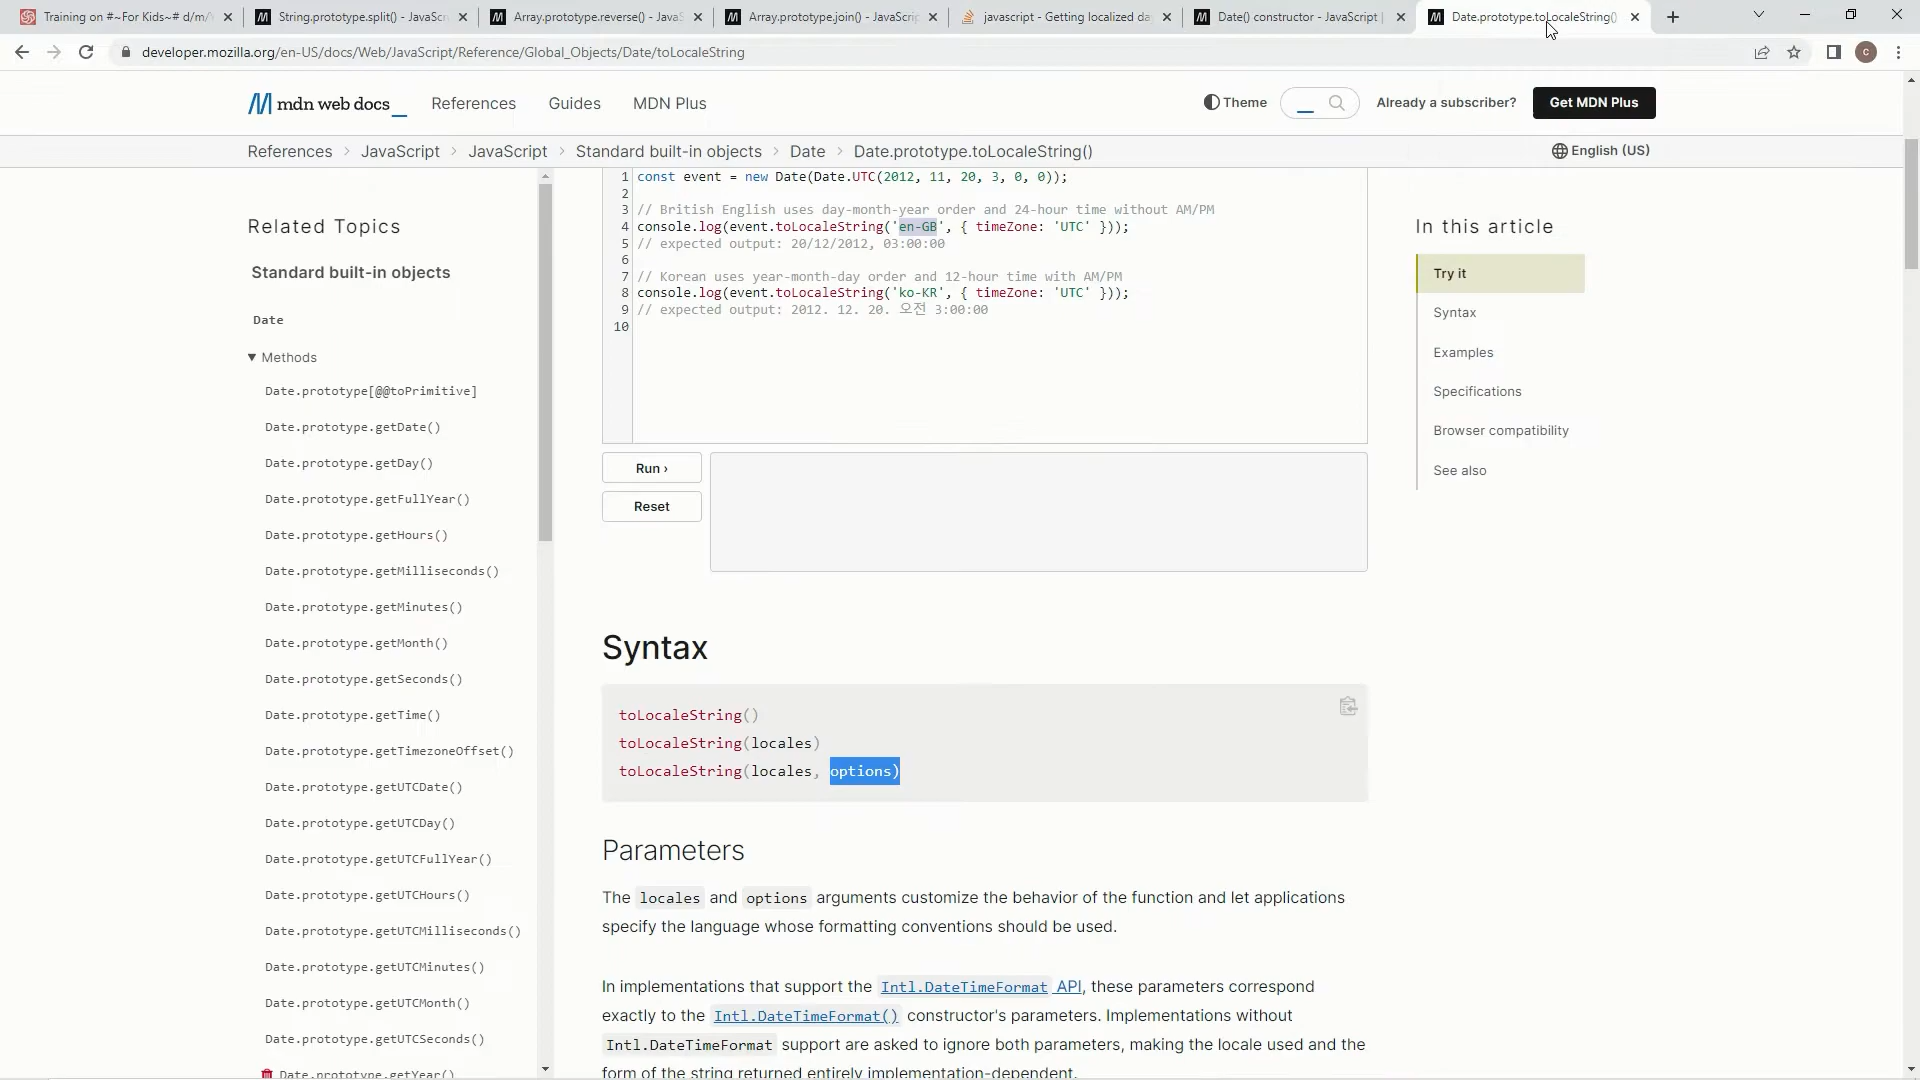 Training on #~For Kids~# d/m/
String.prototype.split() - JavaScr
Array.prototype.reverse() - JavaS
Array.prototype.join() - JavaScrip
javascript - Getting localized da
Date() constructor - JavaScript |
Date.prototype.toLocaleString()
developer.mozilla.org/en-US/docs/Web/JavaScript/Reference/Global_Objects/Date/toLocaleString
C
mdn web docs_
References
Guides
MDN Plus
Theme
Already a subscriber?
Get MDN Plus
References > JavaScript > JavaScript > Standard built-in objects > Date > Date.prototype.toLocaleString()
English (US)
Related Topics
Standard built-in objects
Date
Methods
Date.prototype[@@toPrimitive]
Date.prototype.getDate()
Date.prototype.getDay()
Date.prototype.getFullYear()
Date.prototype.getHours()
Date.prototype.getMilliseconds()
Date.prototype.getMinutes()
Date.prototype.getMonth()
Date.prototype.getSeconds()
Date.prototype.getTime()
Date.prototype.getTimezoneOffset()
Date.prototype.getUTCDate()
Date.prototype.getUTCDay()
Date.prototype.getUTCFullYear()
Date.prototype.getUTCHours()
Date.prototype.getUTCMilliseconds()
Date.prototype.getUTCMinutes()
Date.prototype.getUTCMonth()
Date.prototype.getUTCSeconds()
Date.prototype.getYear()
1 const event = new Date(Date.UTC(2012, 11, 20, 3, 0, 0));
2
3 // British English uses day-month-year order and 24-hour time without AM/PM
4 console.log(event.toLocaleString('en-GB', { timeZone: 'UTC' }));
5 // expected output: 20/12/2012, 03:00:00
6
7 // Korean uses year-month-day order and 12-hour time with AM/PM
8 console.log(event.toLocaleString('ko-KR', { timeZone: 'UTC' }));
9 // expected output: 2012. 12. 20. 오전 3:00:00
10
Run ›
Reset
Syntax
toLocaleString()
toLocaleString(locales)
toLocaleString(locales, options)
Parameters
The locales and options arguments customize the behavior of the function and let applications
specify the language whose formatting conventions should be used.
In implementations that support the Intl.DateTimeFormat API, these parameters correspond
exactly to the Intl.DateTimeFormat() constructor's parameters. Implementations without
Intl.DateTimeFormat support are asked to ignore both parameters, making the locale used and the
form of the string returned entirely implementation-dependent.
In this article
Try it
Syntax
Examples
Specifications
Browser compatibility
See also